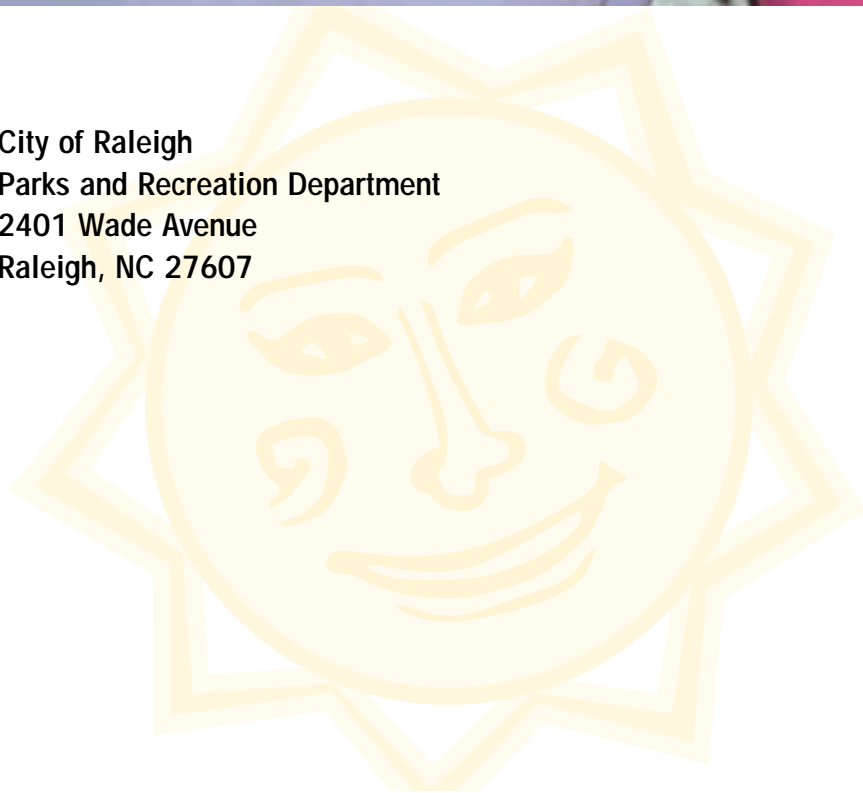 City of Raleigh
Parks and Recreation Department
2401 Wade Avenue
Raleigh, NC 27607